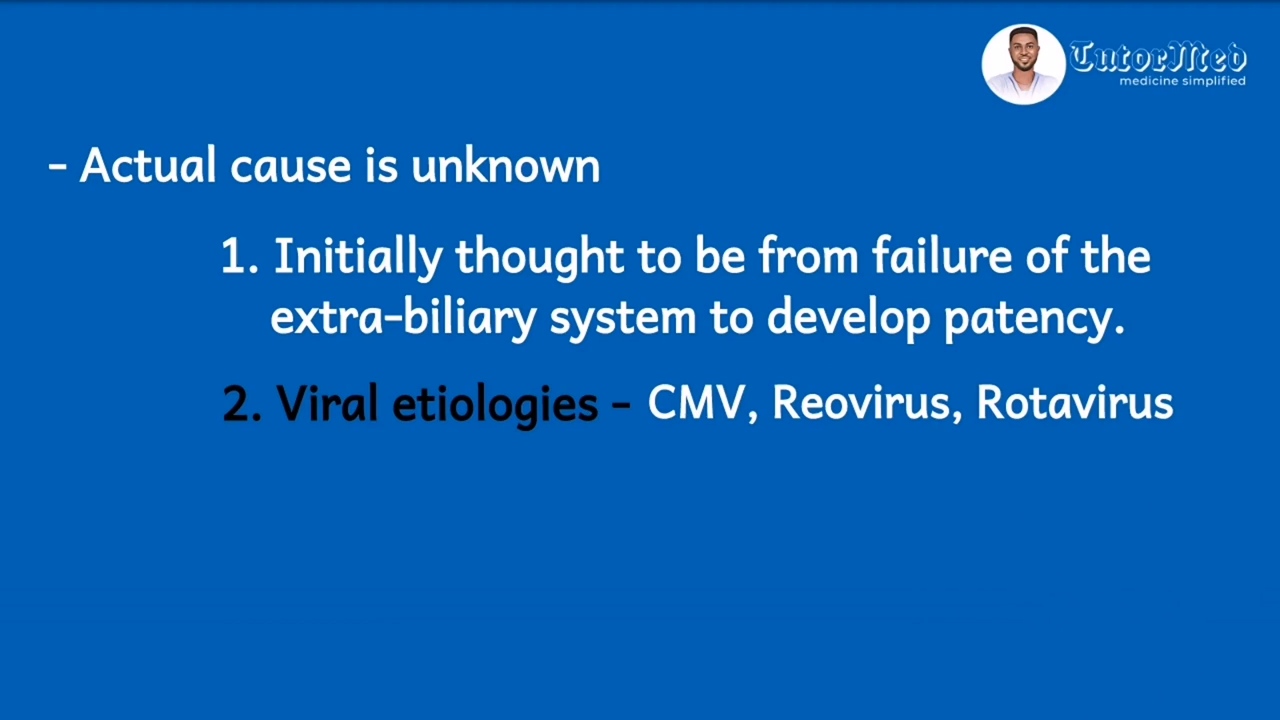 TutorMed
medicine simplified
- Actual cause is unknown
1. Initially thought to be from failure of the
extra-biliary system to develop patency.
2. Viral etiologies - CMV, Reovirus, Rotavirus